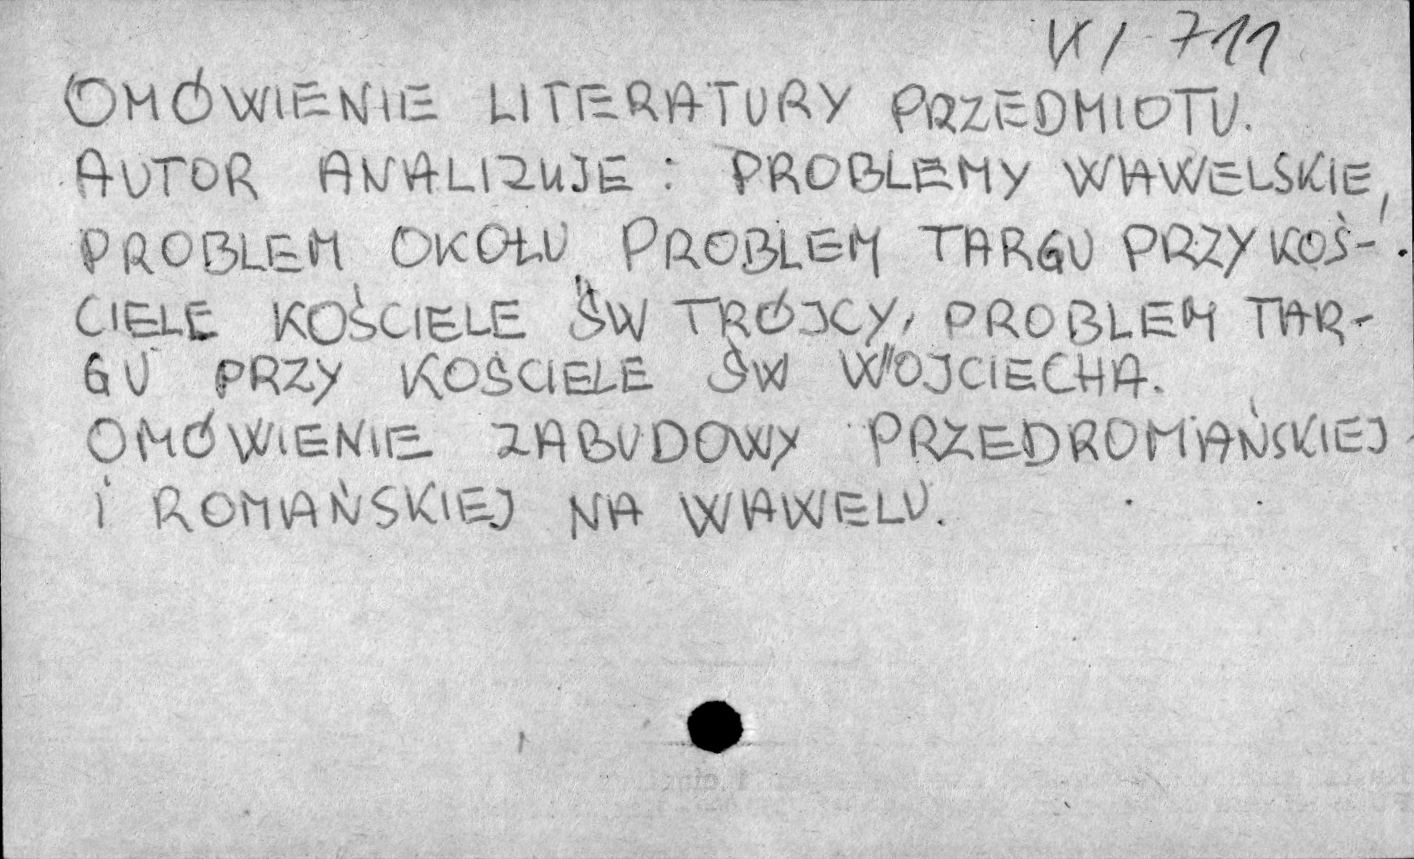 VI / 711
OMÓWIENIE LITERATURY PRZEDMIOTU.
AUTOR ANALIZUJE: PROBLEMY WAWELSKIE,
PROBLEM OKOŁU, PROBLEM TARGU PRZY KOŚ-
CIELE KOŚCIELE ŚW TRÓJCY, PROBLEM TAR-
GU PRZY KOŚCIELE ŚW WOJCIECHA.
OMÓWIENIE ZABUDOWY PRZEDROMAŃSKIEJ
I ROMAŃSKIEJ NA WAWELU.